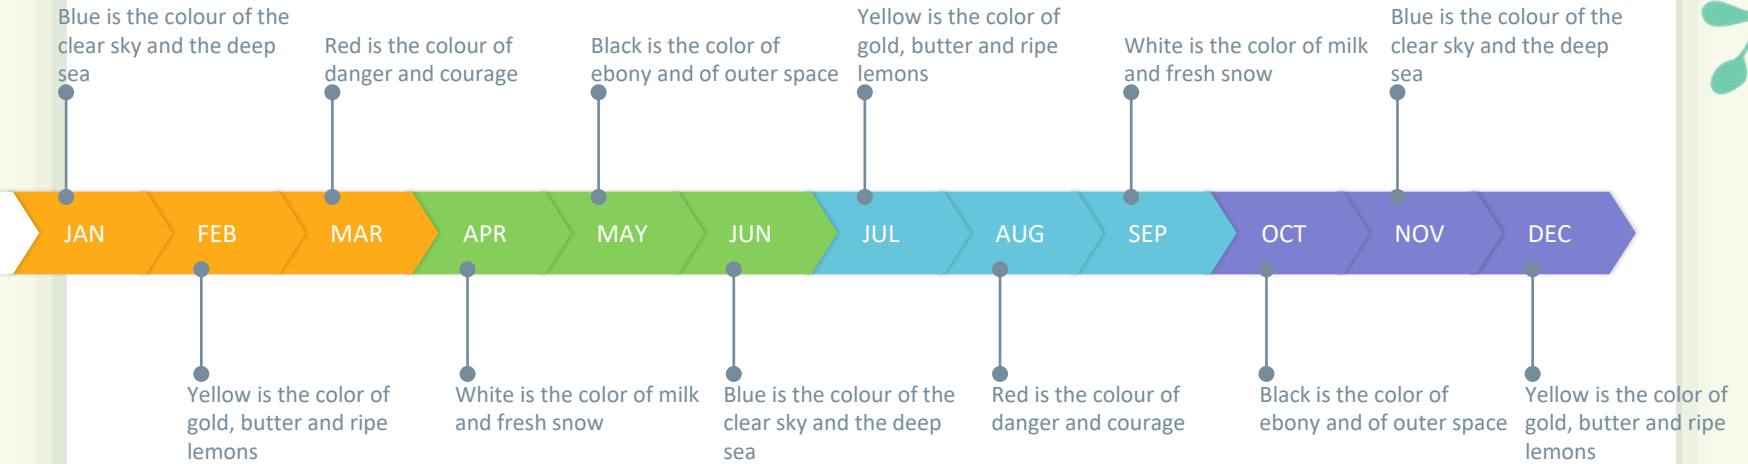 Blue is the colour of the
clear sky and the deep
sea
Red is the colour of
danger and courage
Black is the color of
ebony and of outer space
Yellow is the color of
gold, butter and ripe
lemons
White is the color of milk
and fresh snow
Blue is the colour of the
clear sky and the deep
sea
JAN
FEB
MAR
APR
MAY
JUN
JUL
AUG
SEP
OCT
NOV
DEC
Yellow is the color of
gold, butter and ripe
lemons
White is the color of milk
and fresh snow
Blue is the colour of the
clear sky and the deep
sea
Red is the colour of
danger and courage
Black is the color of
ebony and of outer space
Yellow is the color of
gold, butter and ripe
lemons